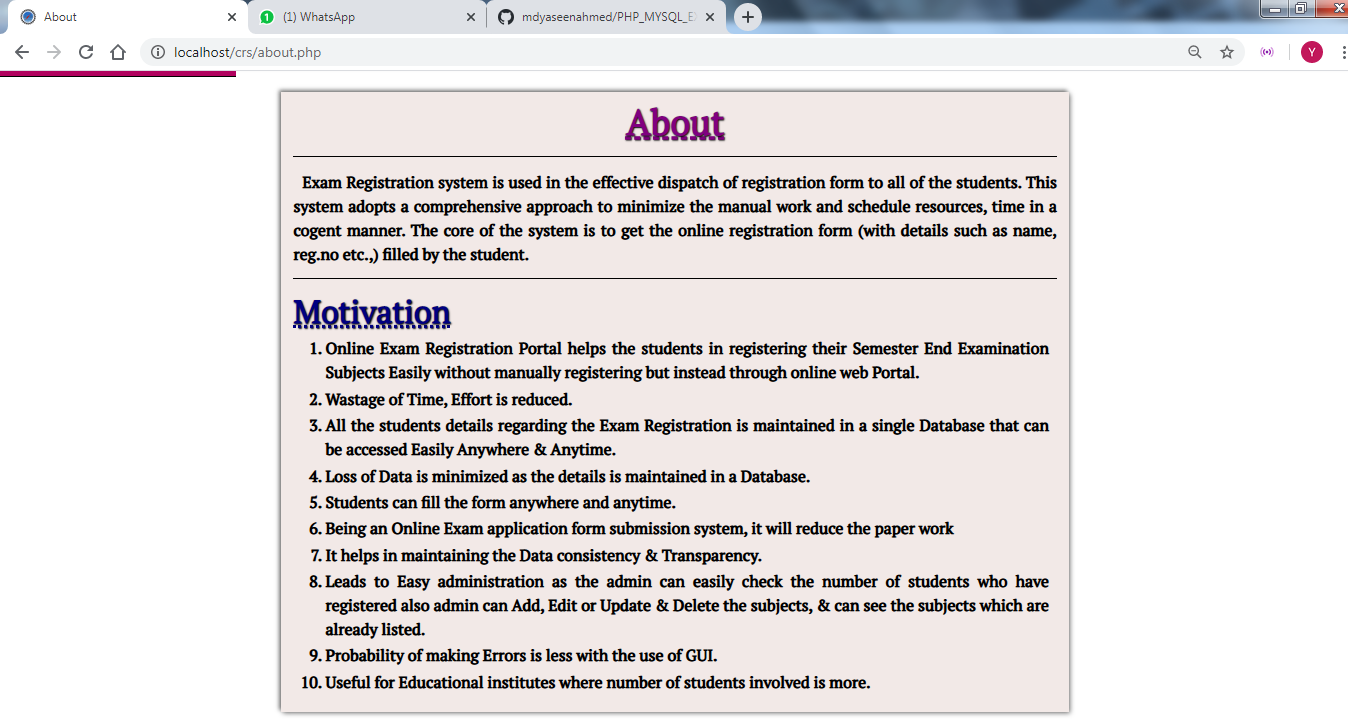 About
(1) WhatsApp
mdyaseenahmed/PHP_MYSQL_E
localhost/crs/about.php
Y
About
Exam Registration system is used in the effective dispatch of registration form to all of the students. This
system adopts a comprehensive approach to minimize the manual work and schedule resources, time in a
cogent manner. The core of the system is to get the online registration form (with details such as name,
reg.no etc.,) filled by the student.
Motivation
1. Online Exam Registration Portal helps the students in registering their Semester End Examination
Subjects Easily without manually registering but instead through online web Portal.
2. Wastage of Time, Effort is reduced.
3. All the students details regarding the Exam Registration is maintained in a single Database that can
be accessed Easily Anywhere & Anytime.
4. Loss of Data is minimized as the details is maintained in a Database.
5. Students can fill the form anywhere and anytime.
6. Being an Online Exam application form submission system, it will reduce the paper work
7. It helps in maintaining the Data consistency & Transparency.
8. Leads to Easy administration as the admin can easily check the number of students who have
registered also admin can Add, Edit or Update & Delete the subjects, & can see the subjects which are
already listed.
9. Probability of making Errors is less with the use of GUI.
10. Useful for Educational institutes where number of students involved is more.